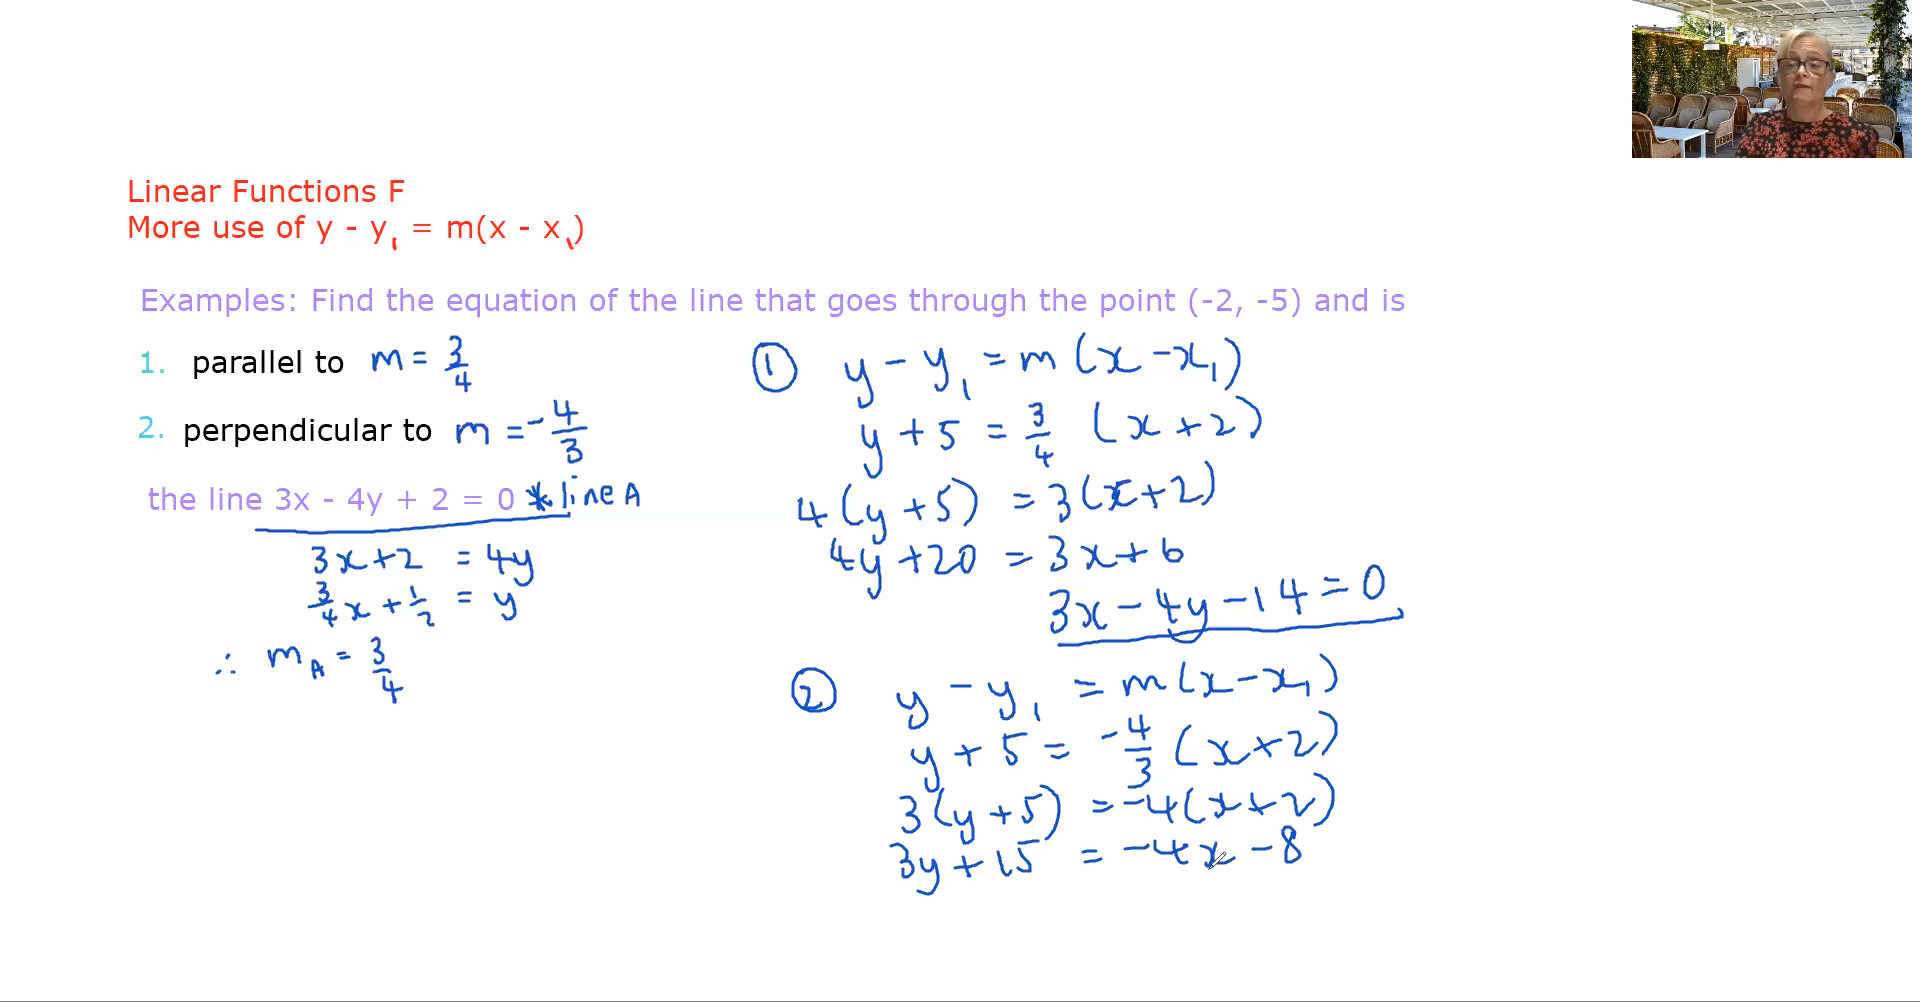 Linear Functions F
More use of y - y₁ = m(x - x₁)
Examples: Find the equation of the line that goes through the point (-2, -5) and is
1. parallel to m = 3/4
2. perpendicular to m = -4/3
the line 3x - 4y + 2 = 0 * line A
3x + 2 = 4y
3/4 x + 1/2 = y
∴ m_A = 3/4
① y - y₁ = m (x - x₁)
y + 5 = 3/4 (x + 2)
4 (y + 5) = 3 (x + 2)
4y + 20 = 3x + 6
3x - 4y - 14 = 0
② y - y₁ = m (x - x₁)
y + 5 = -4/3 (x + 2)
3 (y + 5) = -4 (x + 2)
3y + 15 = -4x - 8